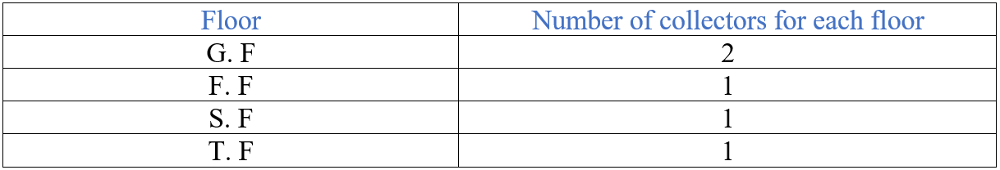 Floor Number of collectors for each floor
G. F 2
F. F 1
S. F 1
T. F 1